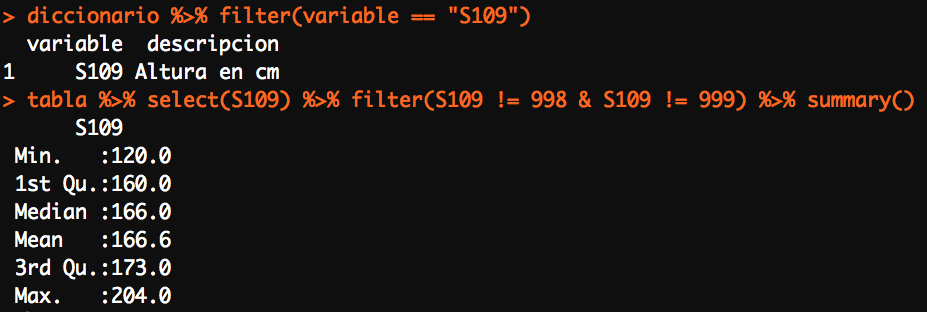 > diccionario %>% filter(variable == "S109")
  variable  descripcion
1     S109 Altura en cm
> tabla %>% select(S109) %>% filter(S109 != 998 & S109 != 999) %>% summary()
      S109
 Min.   :120.0
 1st Qu.:160.0
 Median :166.0
 Mean   :166.6
 3rd Qu.:173.0
 Max.   :204.0